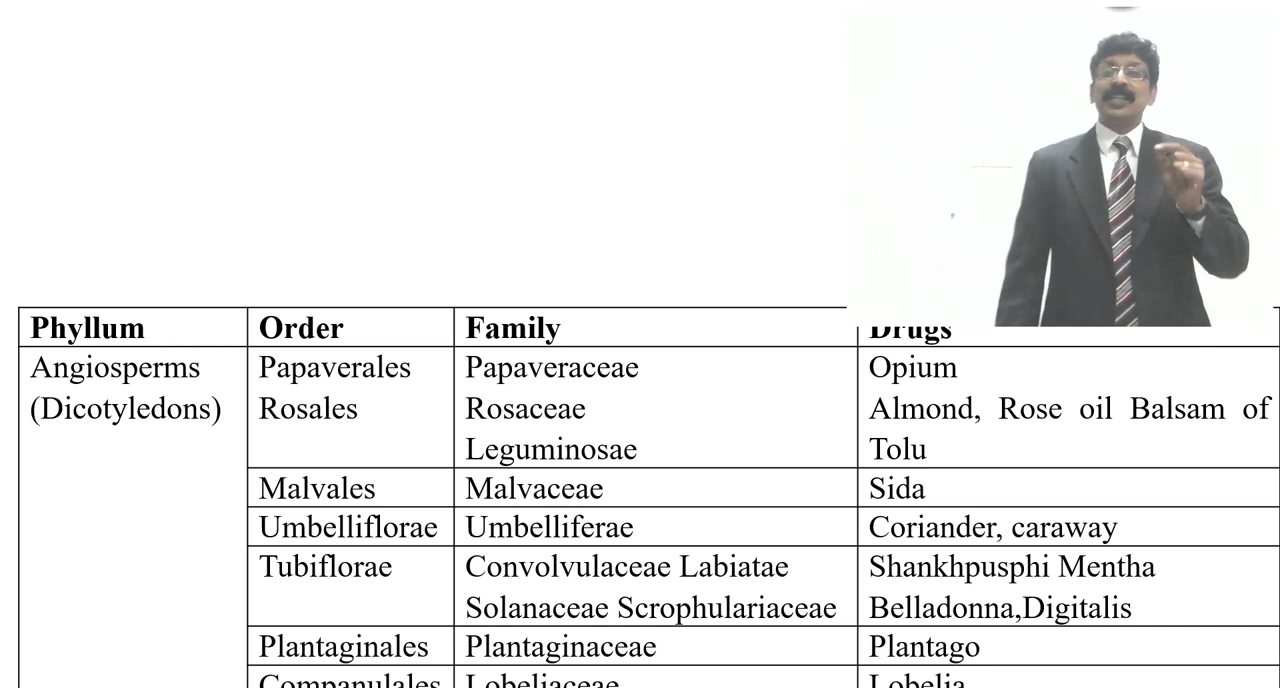 Phyllum Order Family Drugs
Angiosperms Papaverales Papaveraceae Opium
(Dicotyledons) Rosales Rosaceae Almond, Rose oil Balsam of
Leguminosae Tolu
Malvales Malvaceae Sida
Umbelliflorae Umbelliferae Coriander, caraway
Tubiflorae Convolvulaceae Labiatae Shankhpusphi Mentha
Solanaceae Scrophulariaceae Belladonna,Digitalis
Plantaginales Plantaginaceae Plantago
Companulales Lobeliaceae Lobelia